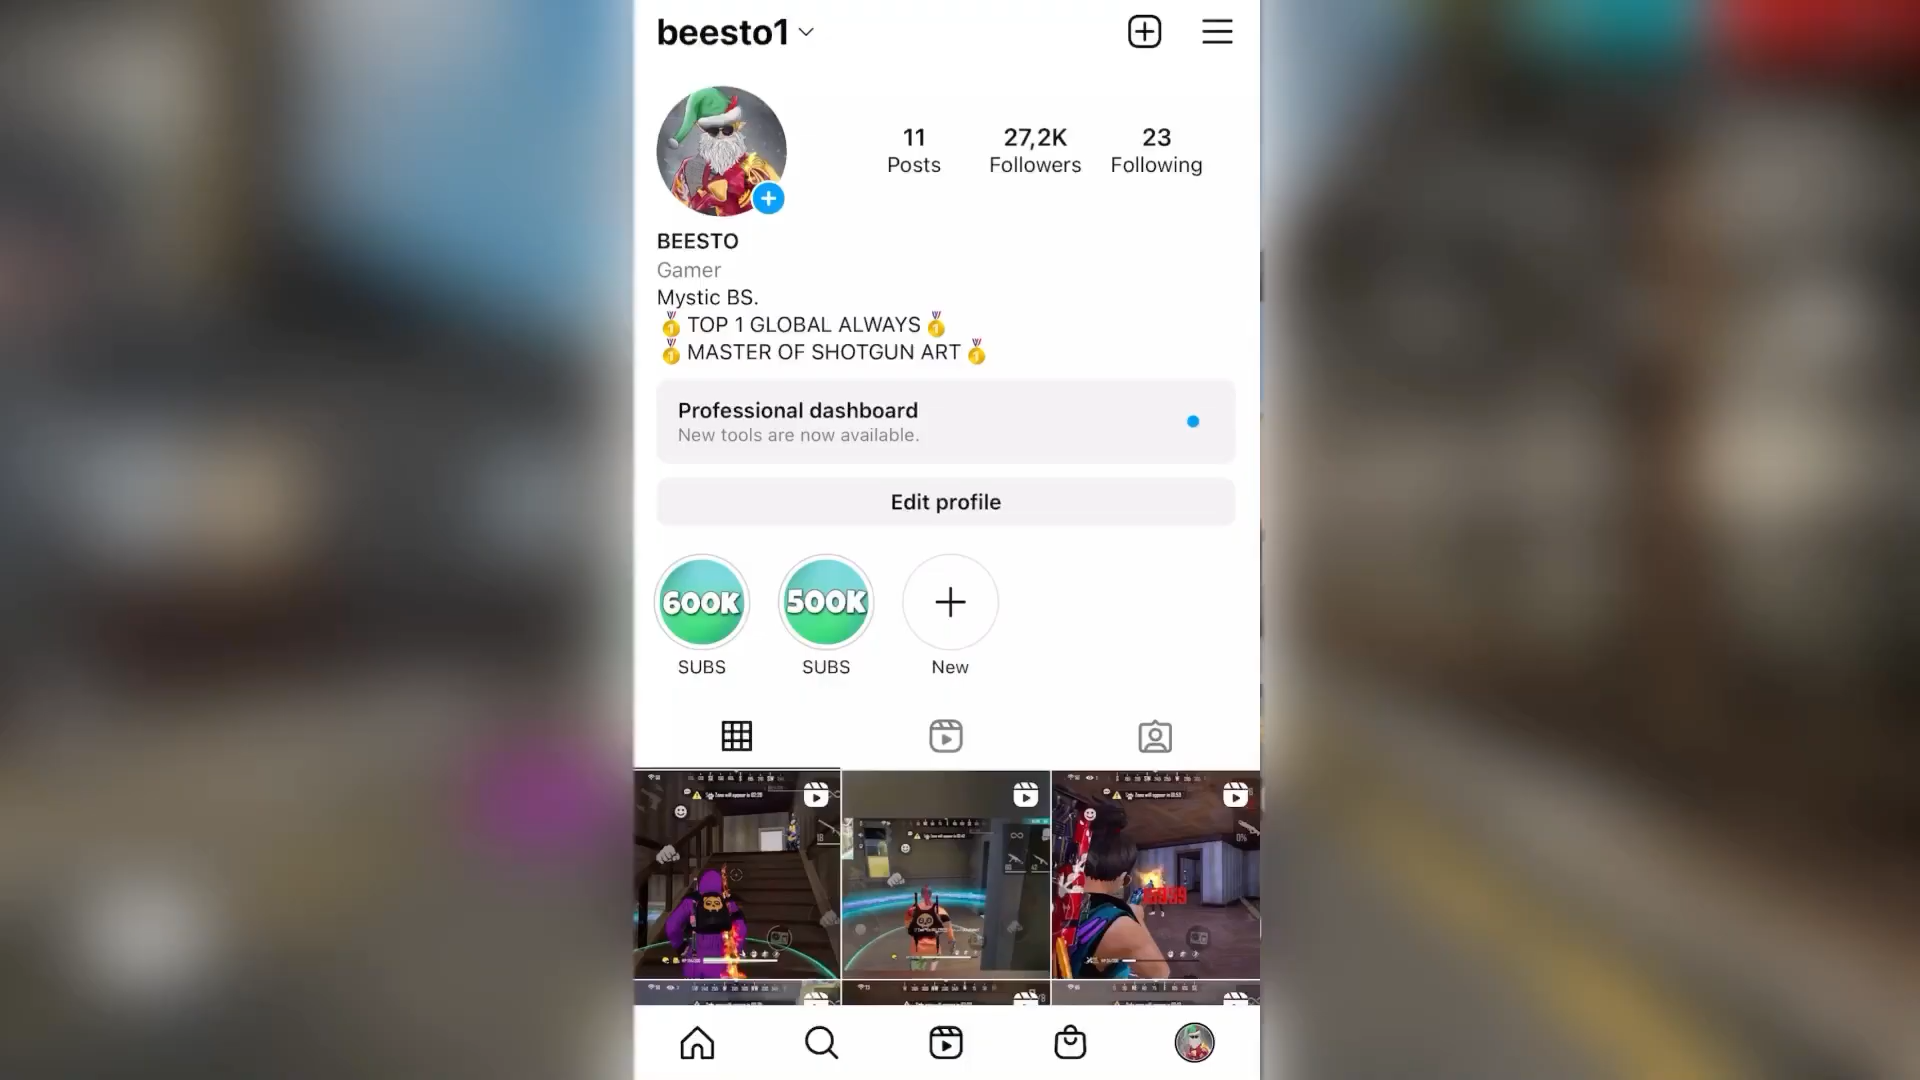 beesto1
11 27,2K 23
Posts Followers Following
BEESTO
Gamer
Mystic BS.
🥇 TOP 1 GLOBAL ALWAYS 🥇
🥇 MASTER OF SHOTGUN ART 🥇
Professional dashboard
New tools are now available.
Edit profile
600K 500K
SUBS SUBS New